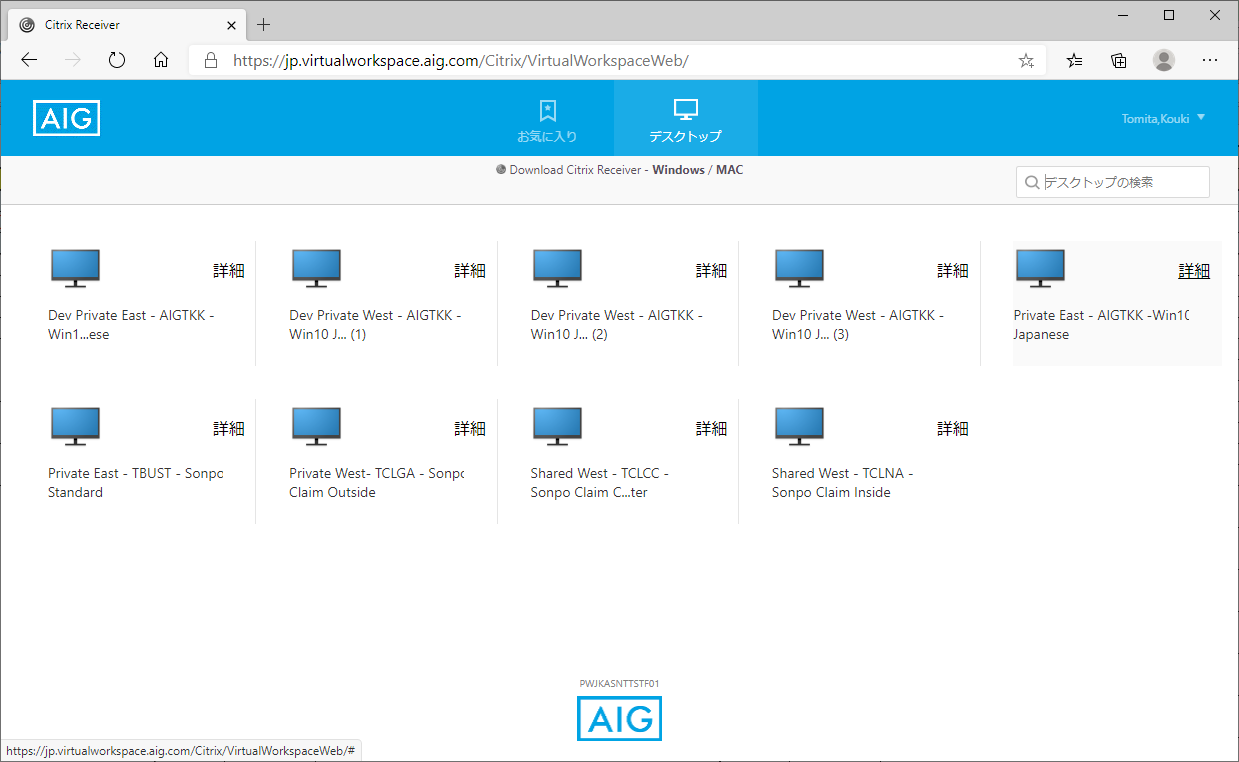 Citrix Receiver
https://jp.virtualworkspace.aig.com/Citrix/VirtualWorkspaceWeb/
AIG
お気に入り
デスクトップ
Tomita,Kouki
Download Citrix Receiver - Windows / MAC
デスクトップの検索
詳細
Dev Private East - AIGTKK -
Win1...ese
詳細
Dev Private West - AIGTKK -
Win10 J... (1)
詳細
Dev Private West - AIGTKK -
Win10 J... (2)
詳細
Dev Private West - AIGTKK -
Win10 J... (3)
詳細
Private East - AIGTKK -Win10
Japanese
詳細
Private East - TBUST - Sonpo
Standard
詳細
Private West- TCLGA - Sonpo
Claim Outside
詳細
Shared West - TCLCC -
Sonpo Claim C...ter
詳細
Shared West - TCLNA -
Sonpo Claim Inside
PWJKASNTTSTF01
AIG
https://jp.virtualworkspace.aig.com/Citrix/VirtualWorkspaceWeb/#